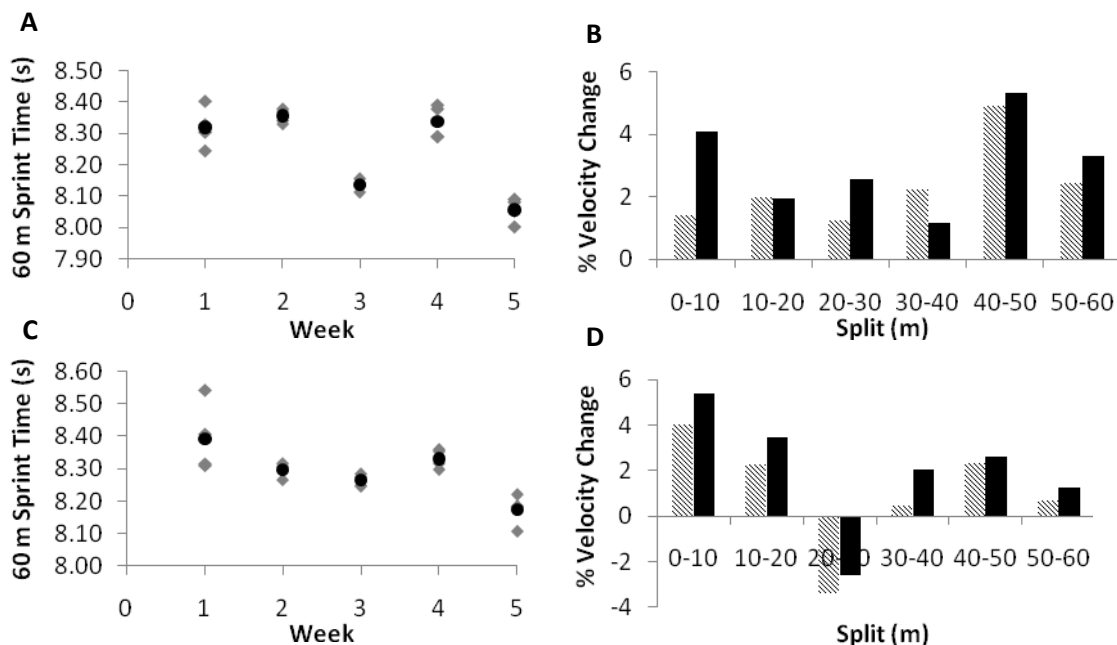 A
60 m Sprint Time (s)
8.50
8.40
8.30
8.20
8.10
8.00
7.90
0 1 2 3 4 5
Week
B
% Velocity Change
6
4
2
0
0-10 10-20 20-30 30-40 40-50 50-60
Split (m)
C
60 m Sprint Time (s)
8.60
8.50
8.40
8.30
8.20
8.10
8.00
0 1 2 3 4 5
Week
D
% Velocity Change
6
4
2
0
-2
-4
0-10 10-20 20-30 30-40 40-50 50-60
Split (m)